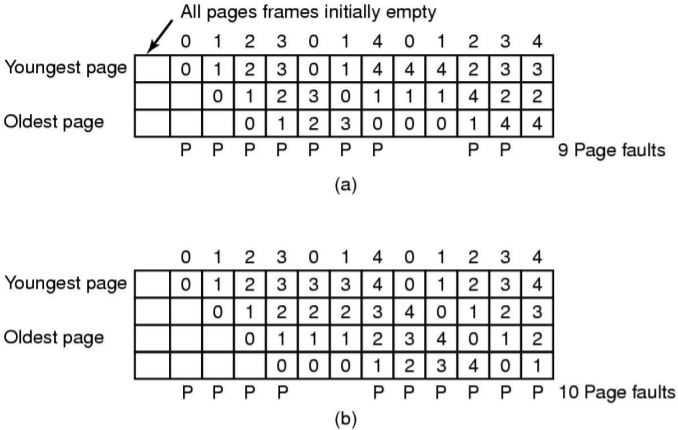 All pages frames initially empty
0 1 2 3 0 1 4 0 1 2 3 4
Youngest page 0 1 2 3 0 1 4 4 4 2 3 3
0 1 2 3 0 1 1 1 4 2 2
Oldest page 0 1 2 3 0 0 0 1 4 4
P P P P P P P P P 9 Page faults
(a)
0 1 2 3 0 1 4 0 1 2 3 4
Youngest page 0 1 2 3 3 3 4 0 1 2 3 4
0 1 2 2 2 3 4 0 1 2 3
Oldest page 0 1 1 1 2 3 4 0 1 2
0 0 0 1 2 3 4 0 1
P P P P P P P P P P 10 Page faults
(b)